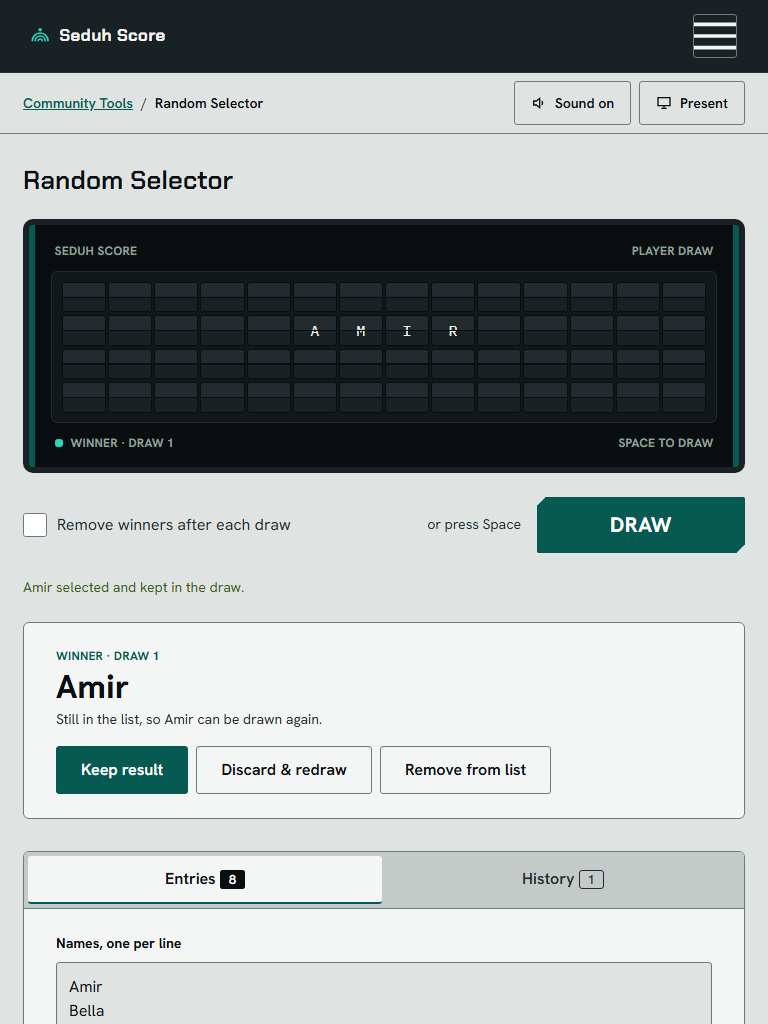 Seduh Score
Community Tools / Random Selector
Sound on
Present
Random Selector
SEDUH SCORE
PLAYER DRAW
AMIR
WINNER · DRAW 1
SPACE TO DRAW
Remove winners after each draw
or press Space
DRAW
Amir selected and kept in the draw.
WINNER · DRAW 1
Amir
Still in the list, so Amir can be drawn again.
Keep result
Discard & redraw
Remove from list
Entries 8
History 1
Names, one per line
Amir
Bella